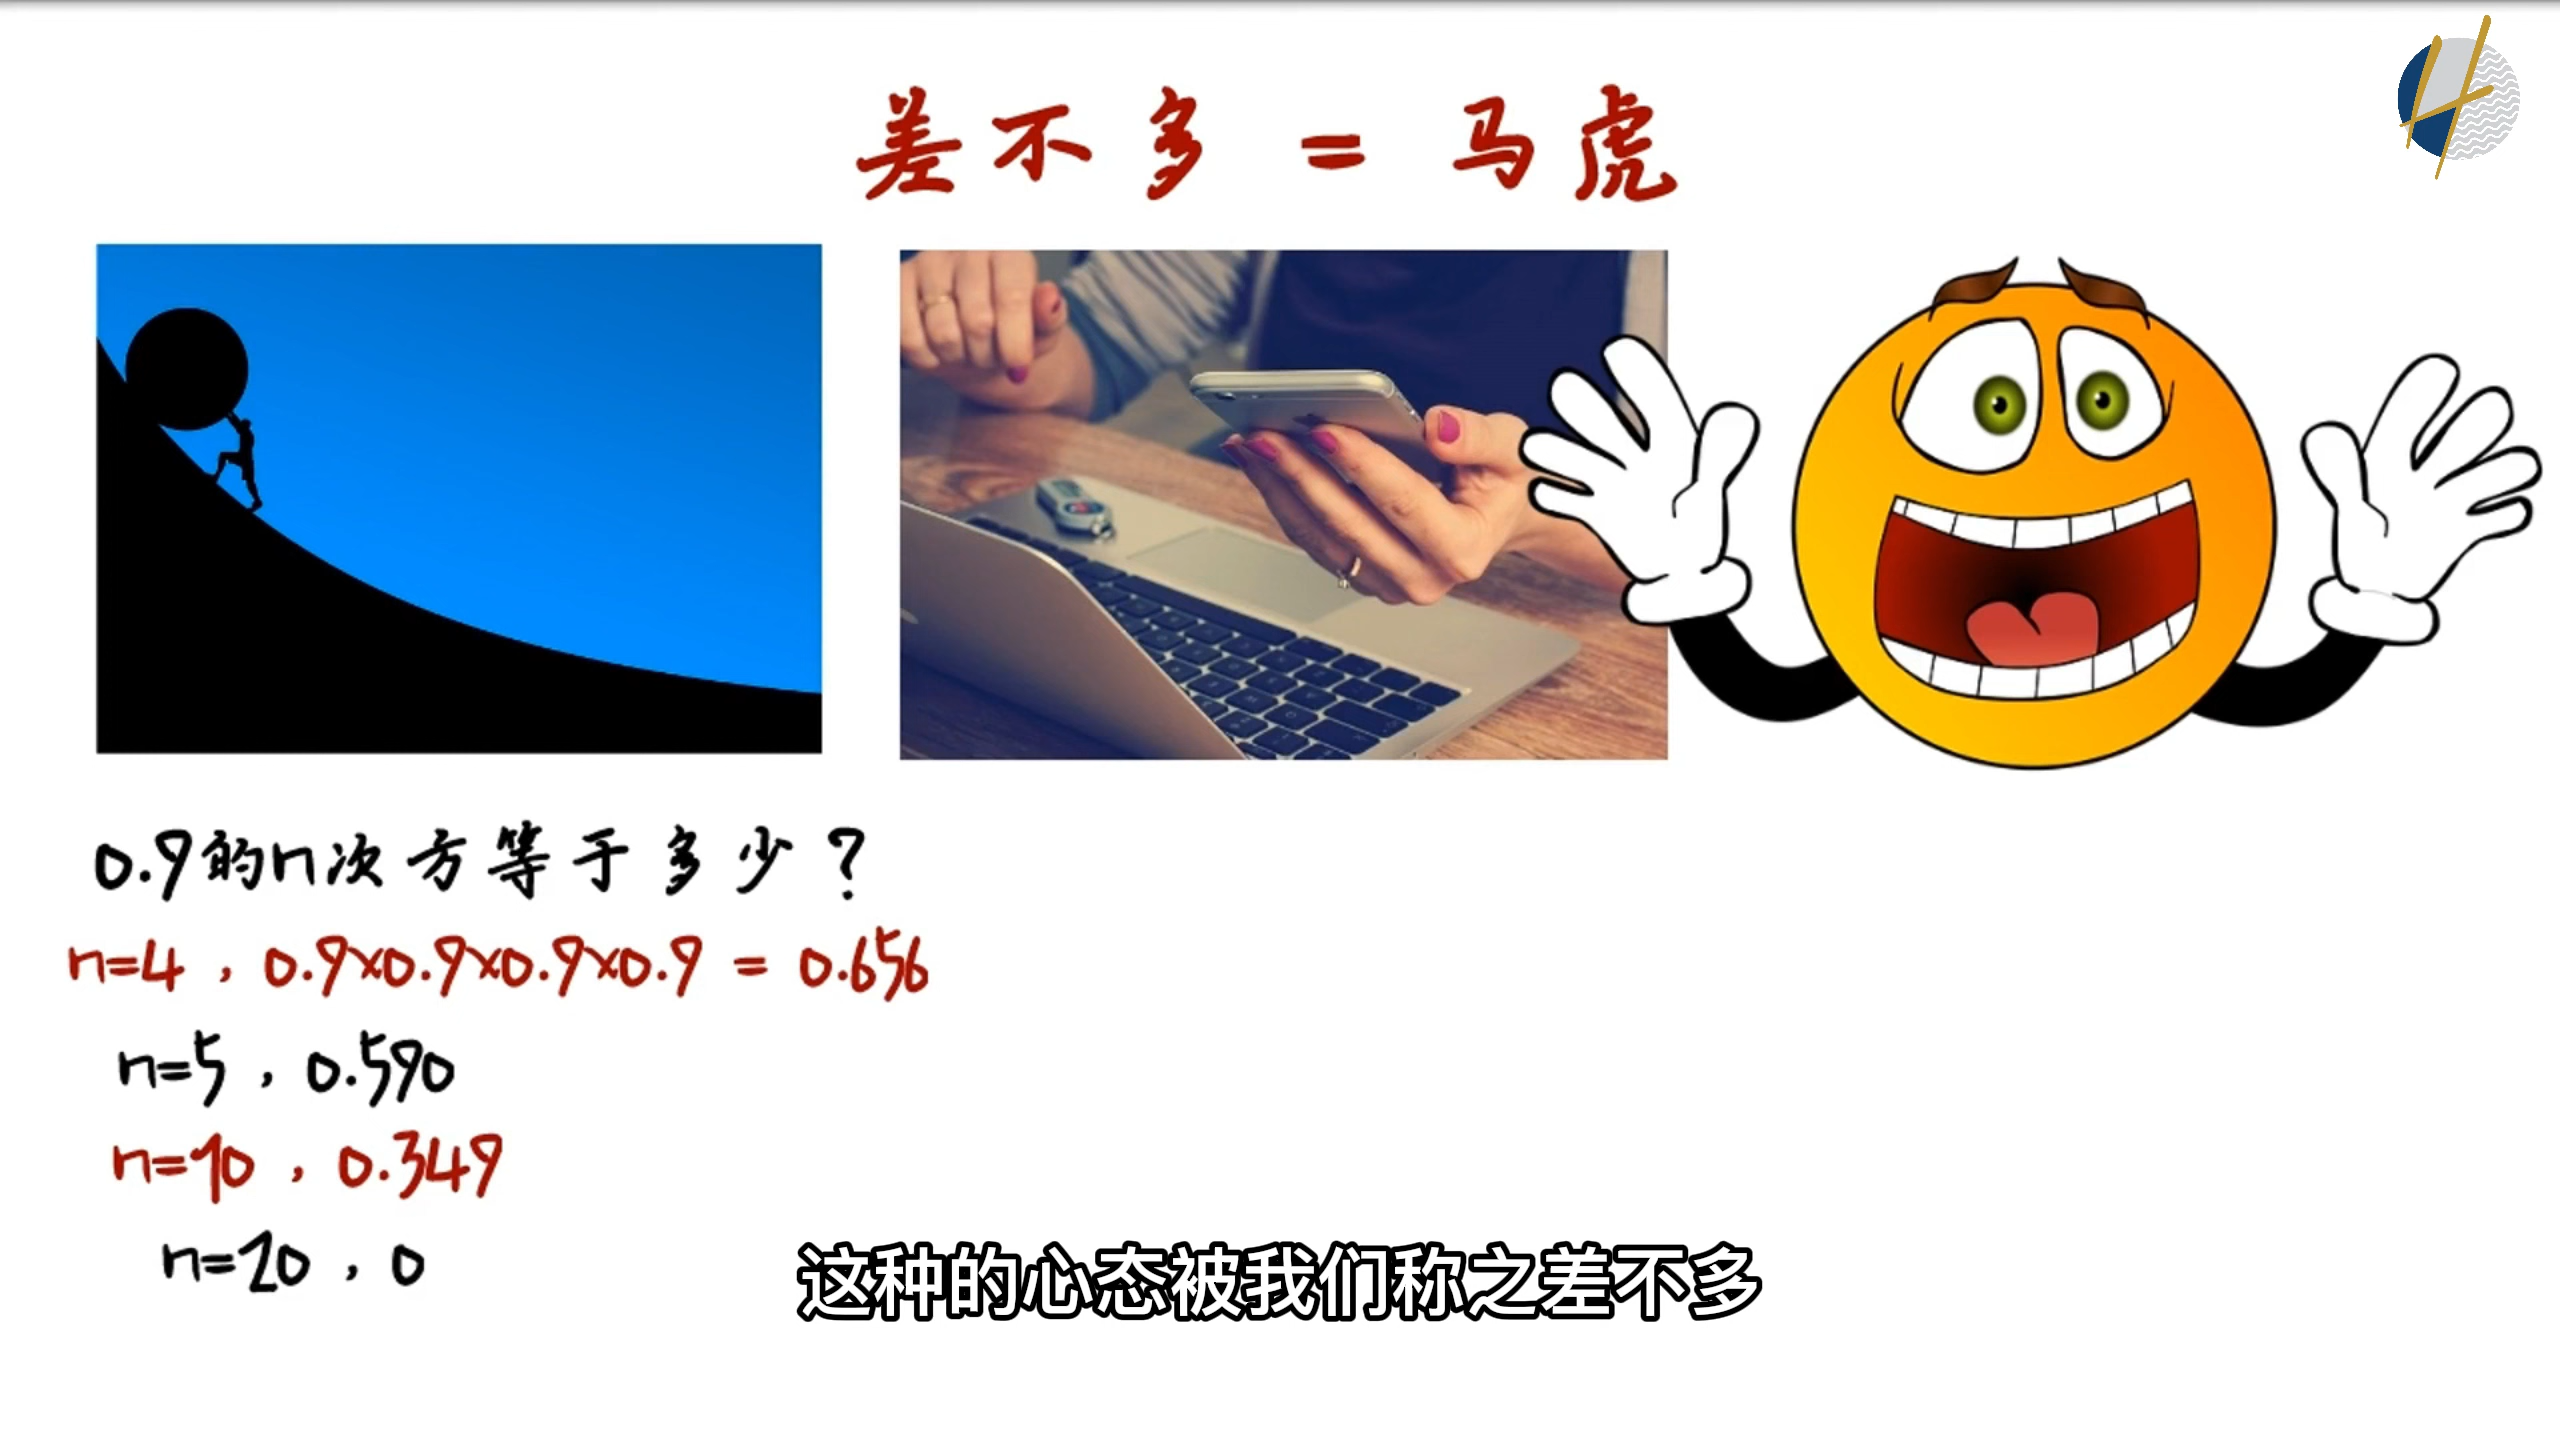 差不多 = 马虎
0.9的n次方等于多少？
n=4，0.9×0.9×0.9×0.9 = 0.656
n=5，0.590
n=10，0.349
n=20，0
这种的心态被我们称之差不多